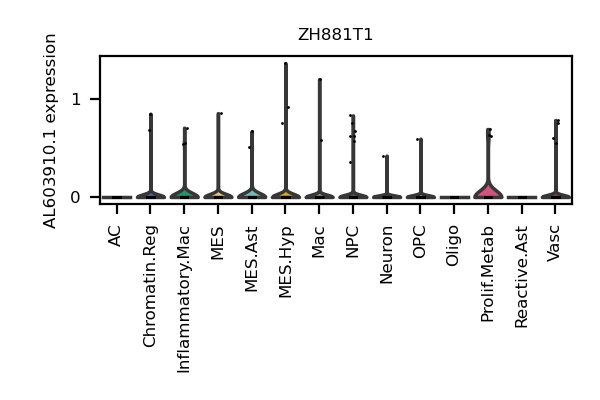 ZH881T1
AL603910.1 expression
1
0
AC
Chromatin.Reg
Inflammatory.Mac
MES
MES.Ast
MES.Hyp
Mac
NPC
Neuron
OPC
Oligo
Prolif.Metab
Reactive.Ast
Vasc